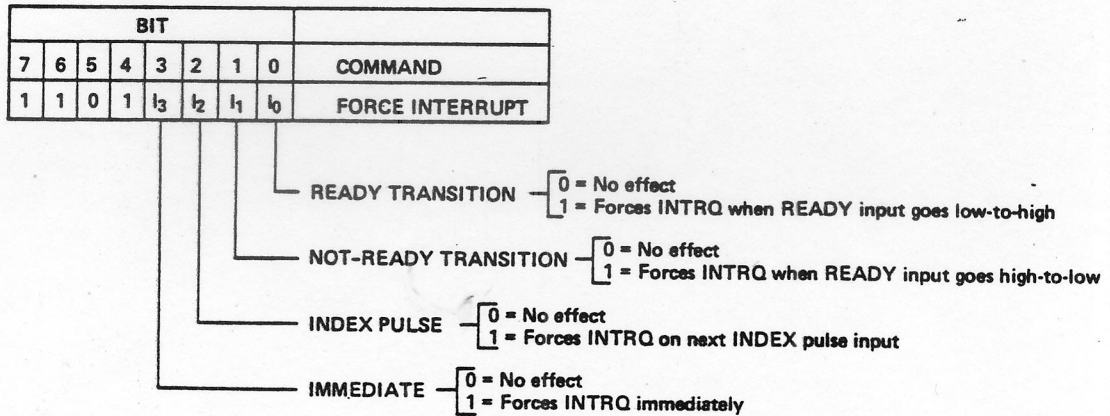 BIT
7 6 5 4 3 2 1 0 COMMAND
1 1 0 1 I3 I2 I1 I0 FORCE INTERRUPT
READY TRANSITION
0 = No effect
1 = Forces INTRQ when READY input goes low-to-high
NOT-READY TRANSITION
0 = No effect
1 = Forces INTRQ when READY input goes high-to-low
INDEX PULSE
0 = No effect
1 = Forces INTRQ on next INDEX pulse input
IMMEDIATE
0 = No effect
1 = Forces INTRQ immediately